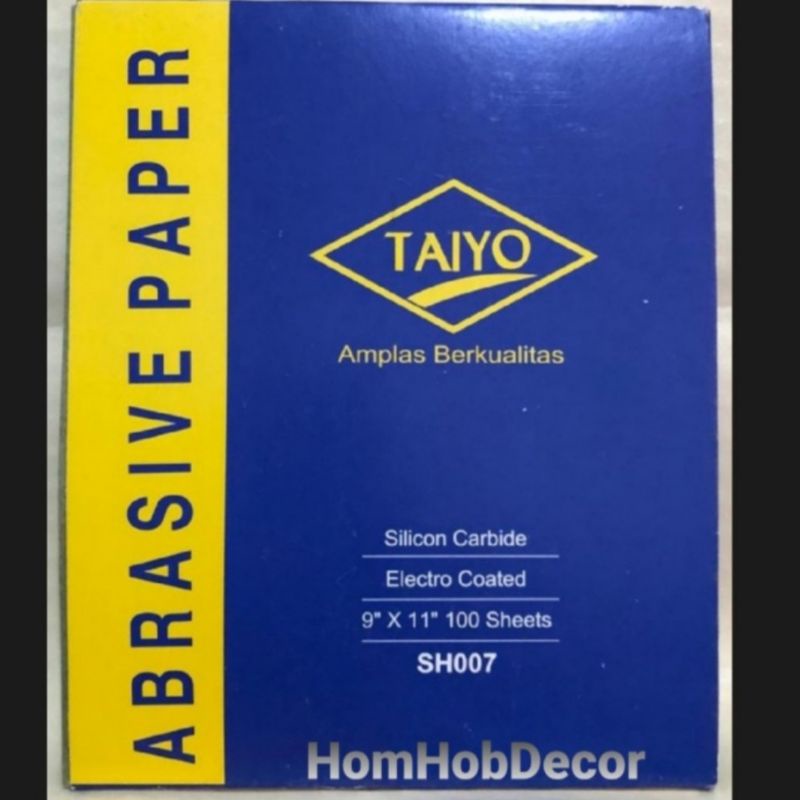 ABRASIVE PAPER
TAIYO
Amplas Berkualitas
Silicon Carbide
Electro Coated
9" X 11" 100 Sheets
SH007
HomHobDecor